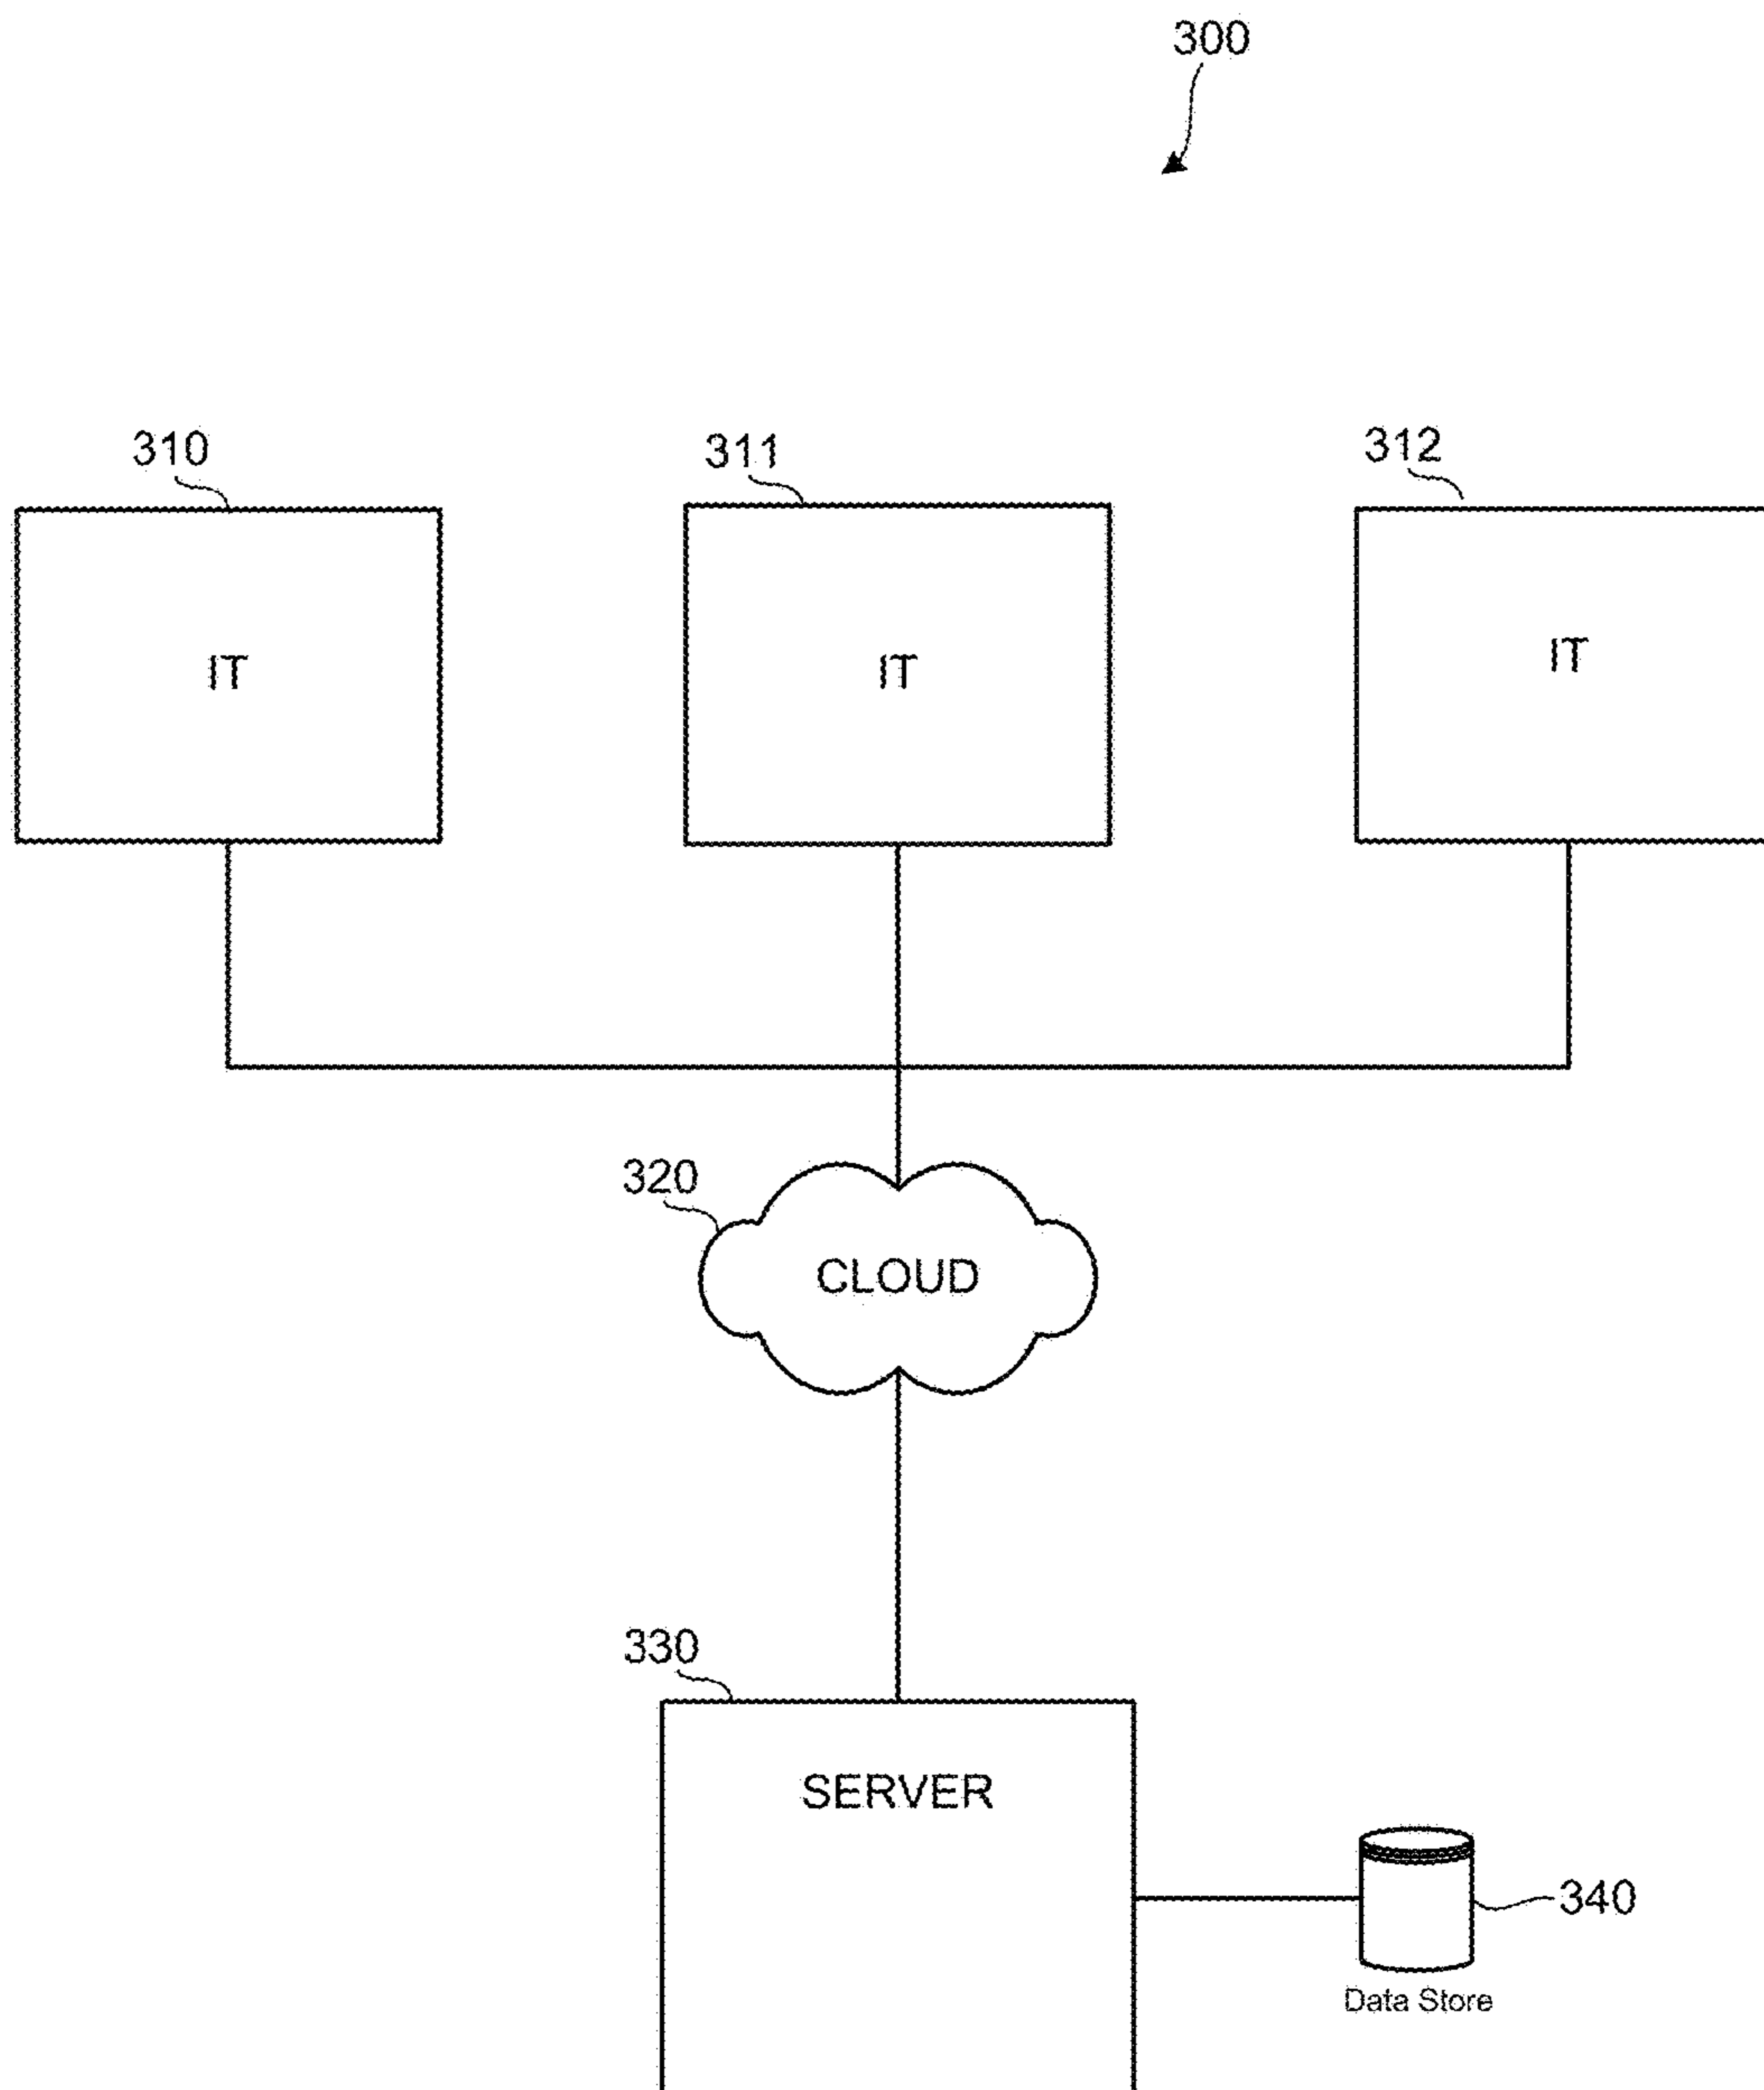 300
310
311
312
IT
IT
IT
320
CLOUD
330
SERVER
340
Data Store